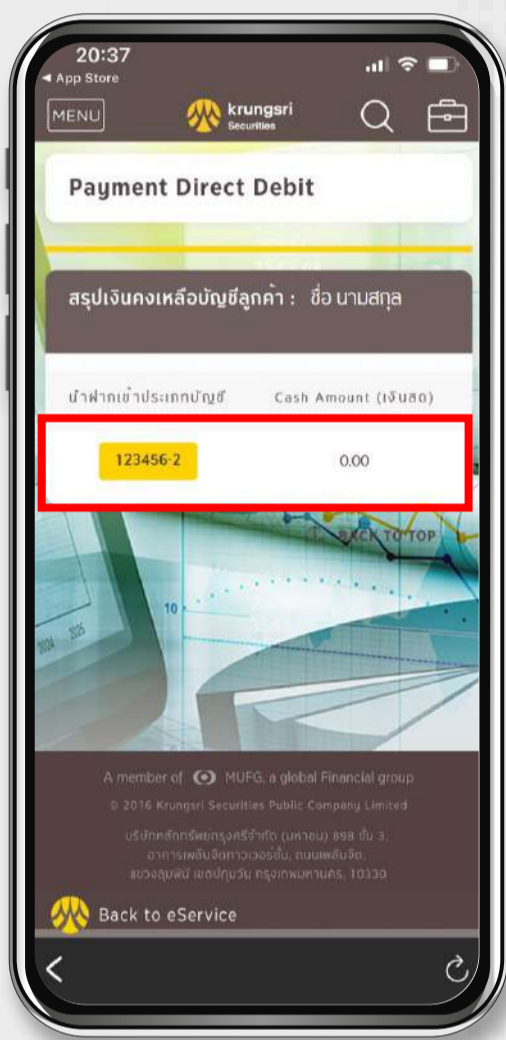 20:37
◀ App Store
MENU
krungsri
Securities
Payment Direct Debit
สรุปเงินคงเหลือบัญชีลูกค้า : ชื่อ นามสกุล
นำฝากเข้าประเภทบัญชี Cash Amount (เงินสด)
123456-2 0.00
BACK TO TOP
10
2024 2025
A member of MUFG, a global Financial group
© 2016 Krungsri Securities Public Company Limited
บริษัทหลักทรัพย์กรุงศรีจำกัด (มหาชน) 898 ชั้น 3,
อาคารเพลินจิตทาวเวอร์ชั้น, ถนนเพลินจิต,
แขวงลุมพินี เขตปทุมวัน กรุงเทพมหานคร, 10330
Back to eService